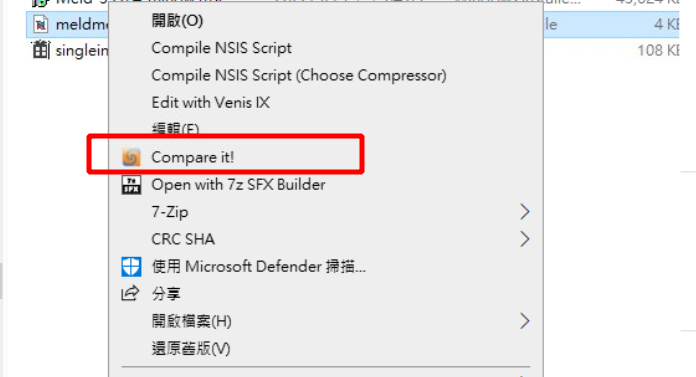 開啟(O)
meldme
4 KB
Compile NSIS Script
singlein
108 KB
Compile NSIS Script (Choose Compressor)
Edit with Venis IX
編輯(E)
Compare it!
Open with 7z SFX Builder
7-Zip
CRC SHA
使用 Microsoft Defender 掃描...
分享
開啟檔案(H)
還原舊版(V)